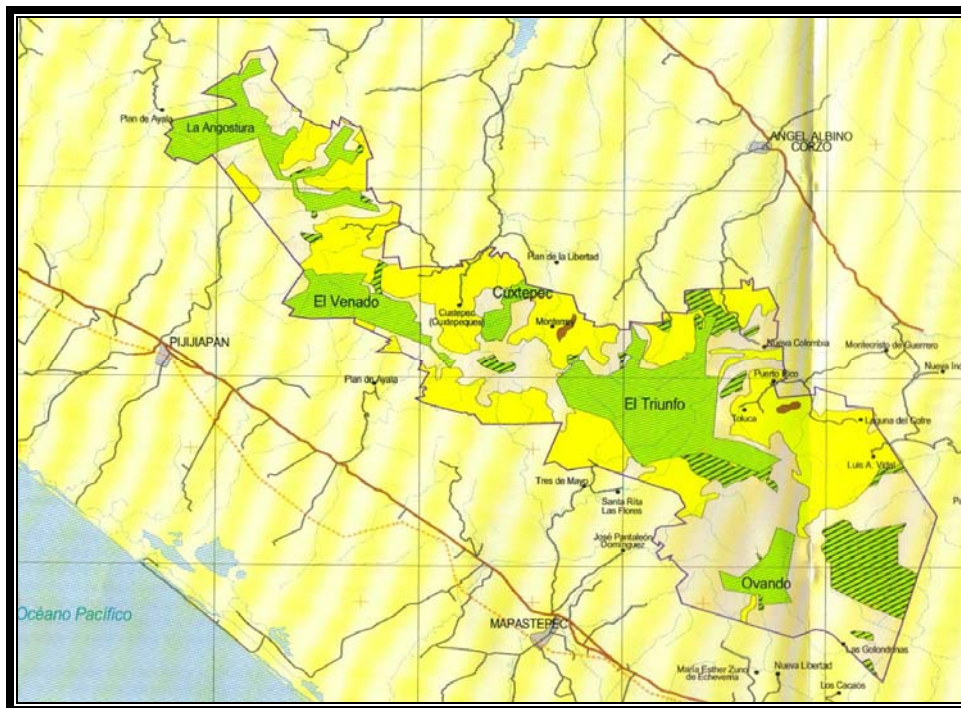 Plan de Ayala
La Angostura
ANGEL ALBINO
CORZO
Plan de la Libertad
Cuxtepec
El Venado
Custepec
(Cuxtepeques)
Monterrey
PIJIJIAPAN
Nueva Colombia
Montecristo de Guerrero
Plan de Ayala
Puerto Rico
El Triunfo
Toluca
Laguna del Cofre
Luis A. Vidal
Tres de Mayo
Santa Rita
Las Flores
José Pantaleón
Domínguez
Ovando
Océano Pacífico
MAPASTEPEC
Las Golondrinas
María Esther Zuno
de Echeverría
Nueva Libertad
Los Cacaos